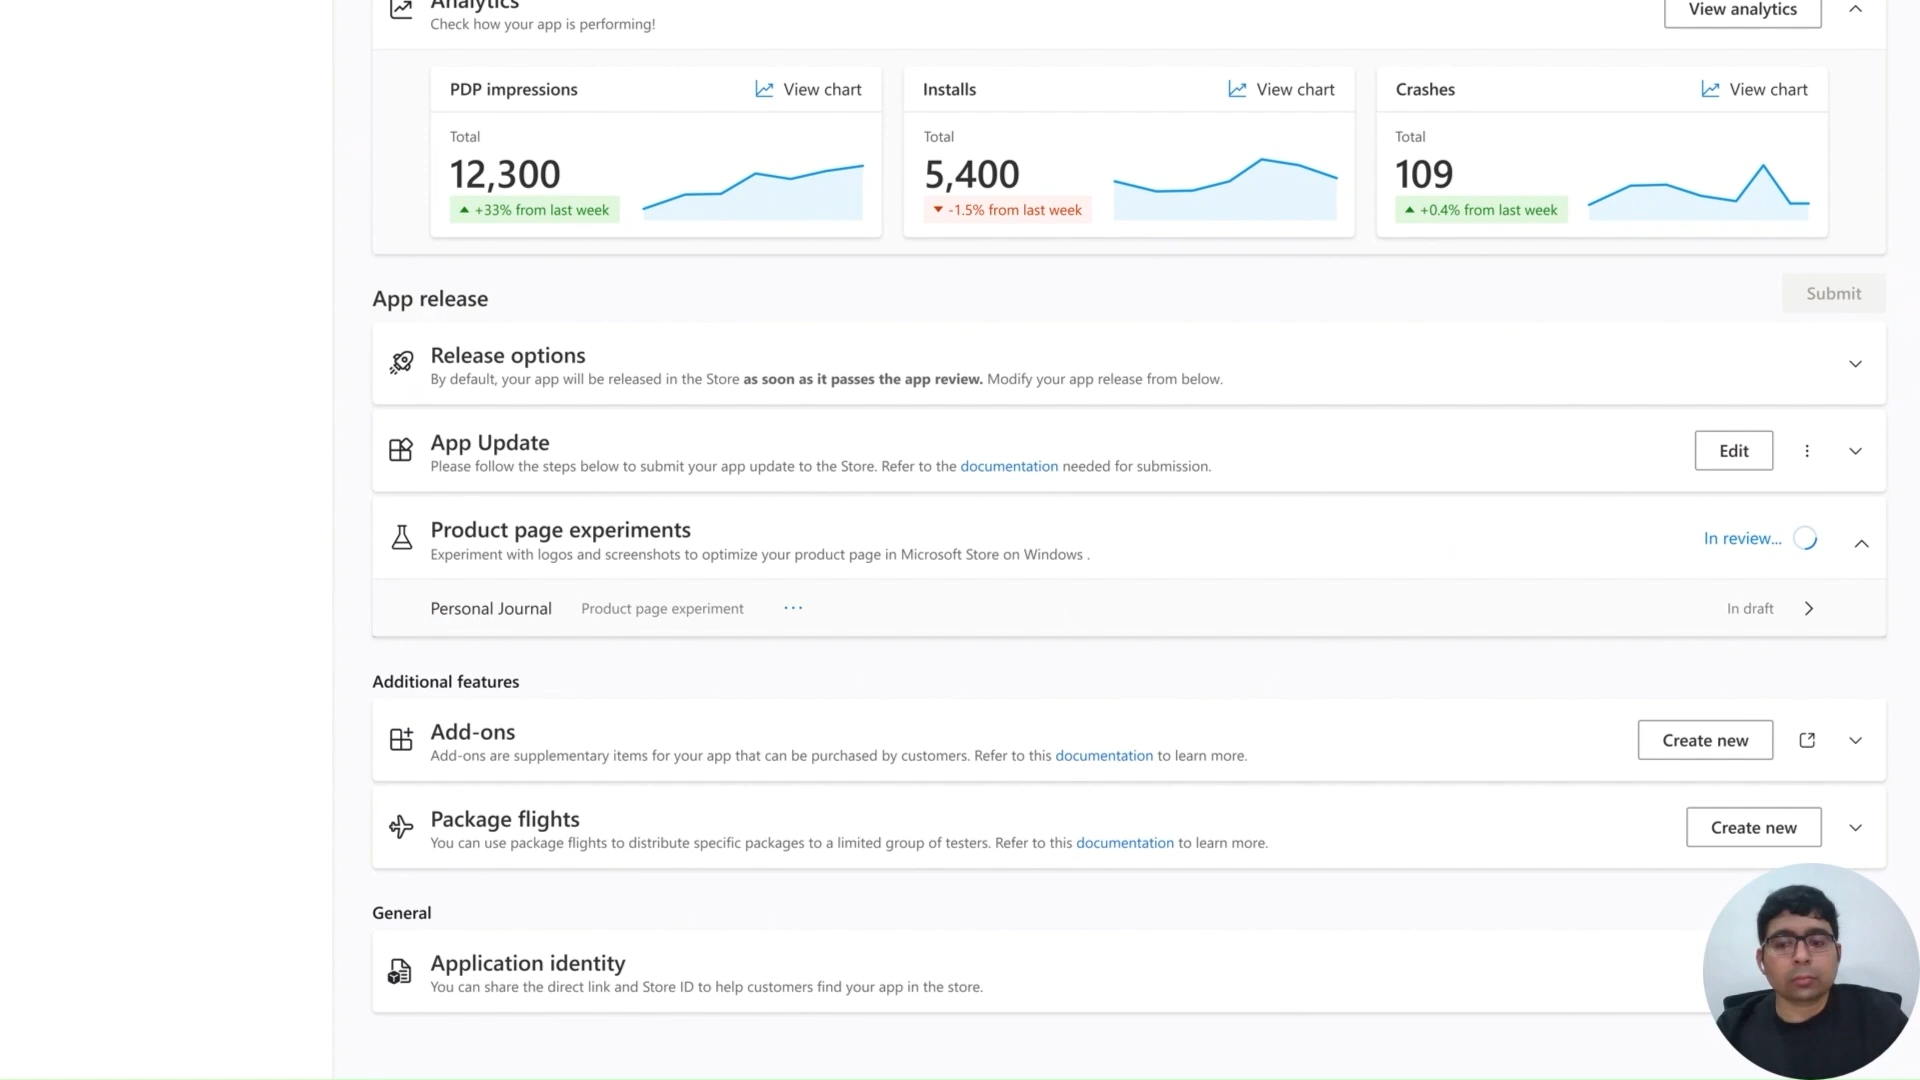 Analytics
Check how your app is performing!
View analytics
PDP impressions
View chart
Total
12,300
+33% from last week
Installs
View chart
Total
5,400
-1.5% from last week
Crashes
View chart
Total
109
+0.4% from last week
App release
Submit
Release options
By default, your app will be released in the Store as soon as it passes the app review. Modify your app release from below.
App Update
Please follow the steps below to submit your app update to the Store. Refer to the documentation needed for submission.
Edit
Product page experiments
Experiment with logos and screenshots to optimize your product page in Microsoft Store on Windows .
In review...
Personal Journal Product page experiment ...
In draft
Additional features
Add-ons
Add-ons are supplementary items for your app that can be purchased by customers. Refer to this documentation to learn more.
Create new
Package flights
You can use package flights to distribute specific packages to a limited group of testers. Refer to this documentation to learn more.
Create new
General
Application identity
You can share the direct link and Store ID to help customers find your app in the store.